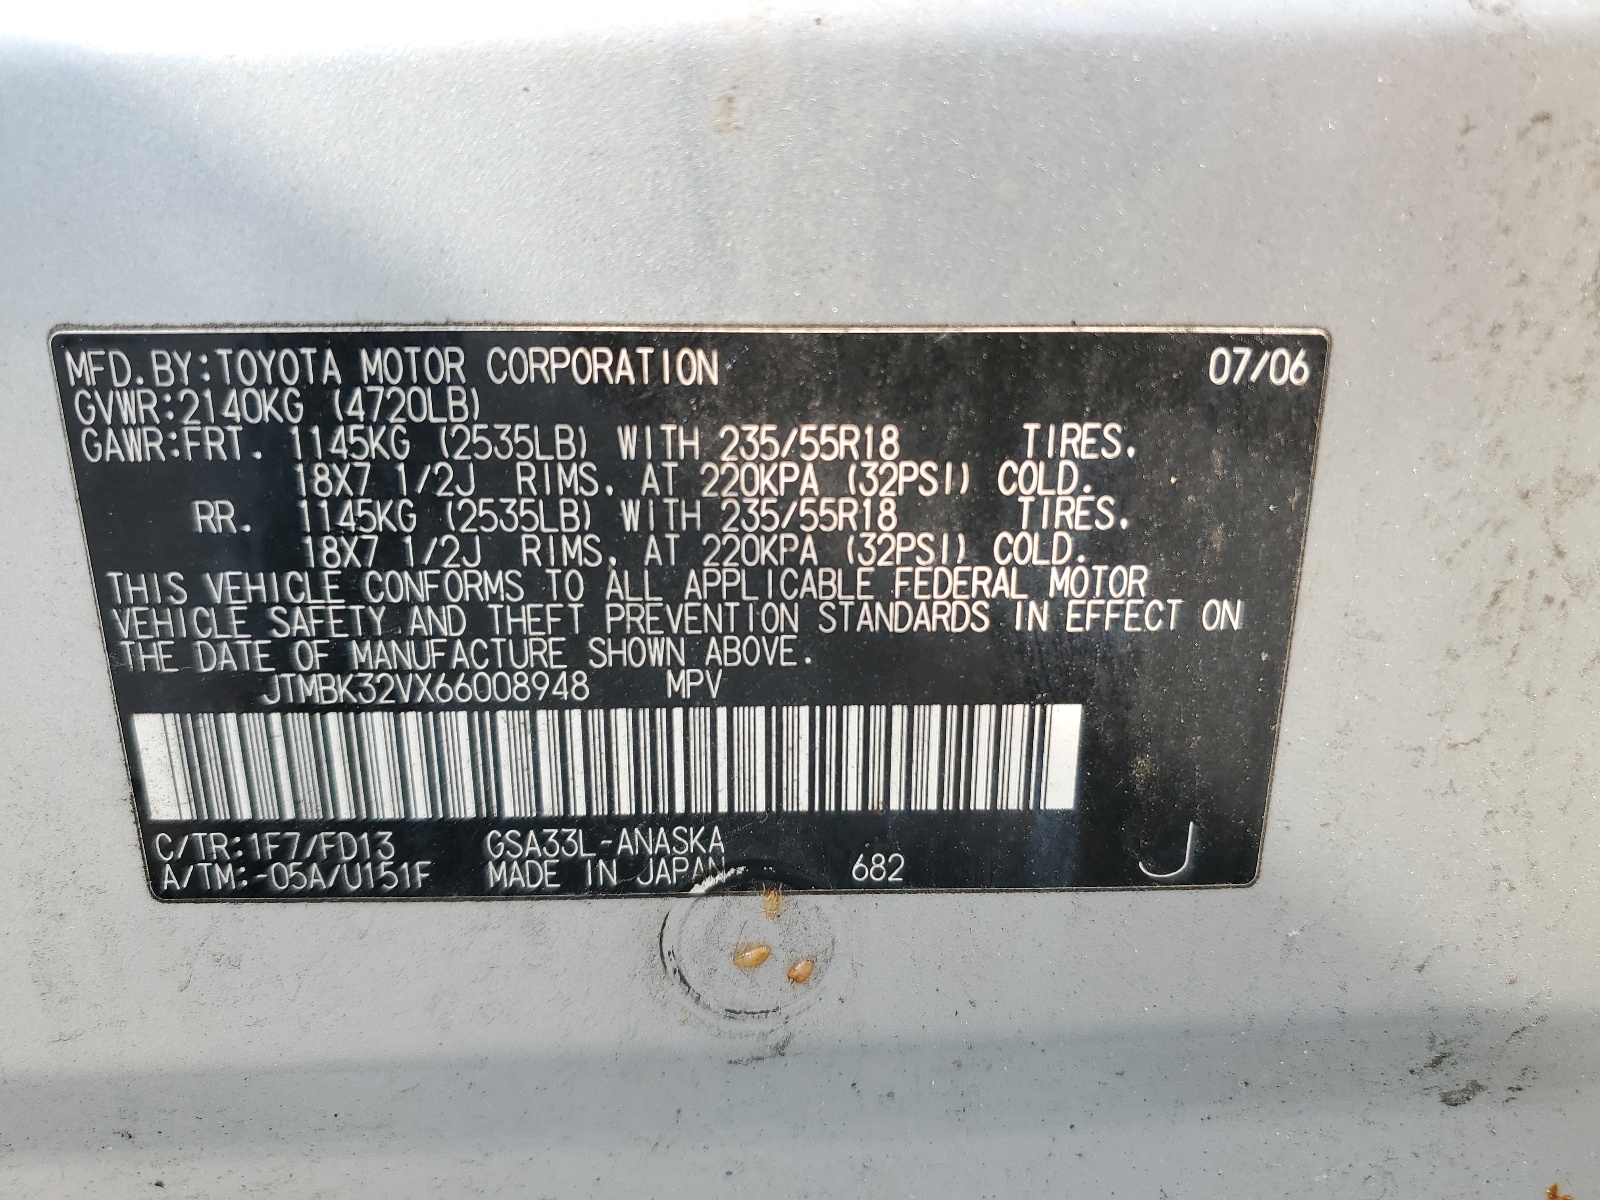 MFD.BY:TOYOTA MOTOR CORPORATION 07/06
GVWR:2140KG (4720LB)
GAWR:FRT. 1145KG (2535LB) WITH 235/55R18 TIRES,
18X7 1/2J RIMS, AT 220KPA (32PSI) COLD.
RR. 1145KG (2535LB) WITH 235/55R18 TIRES,
18X7 1/2J RIMS, AT 220KPA (32PSI) COLD.
THIS VEHICLE CONFORMS TO ALL APPLICABLE FEDERAL MOTOR
VEHICLE SAFETY AND THEFT PREVENTION STANDARDS IN EFFECT ON
THE DATE OF MANUFACTURE SHOWN ABOVE.
JTMBK32VX66008948 MPV
C/TR:1F7/FD13 GSA33L-ANASKA
A/TM:-05A/U151F MADE IN JAPAN 682 J